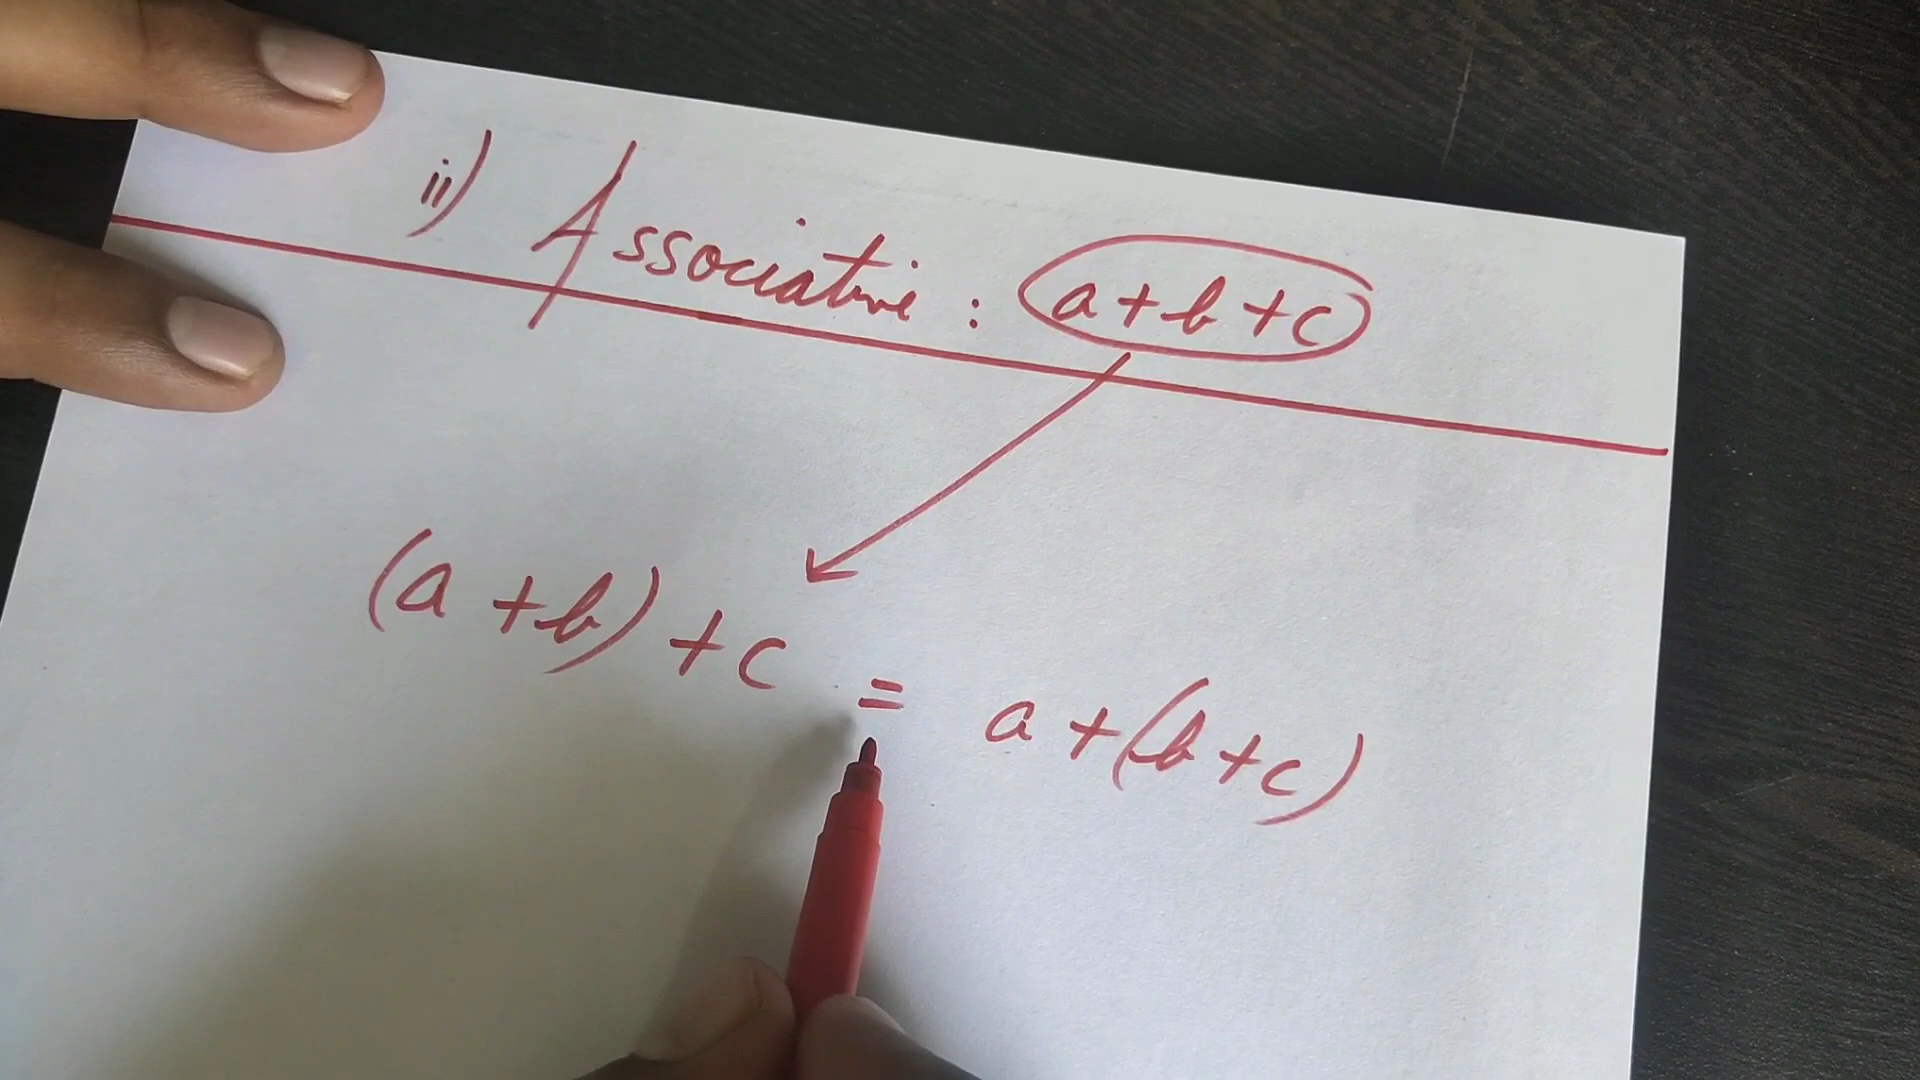 ii) Associative : a+b+c
(a+b)+c = a+(b+c)